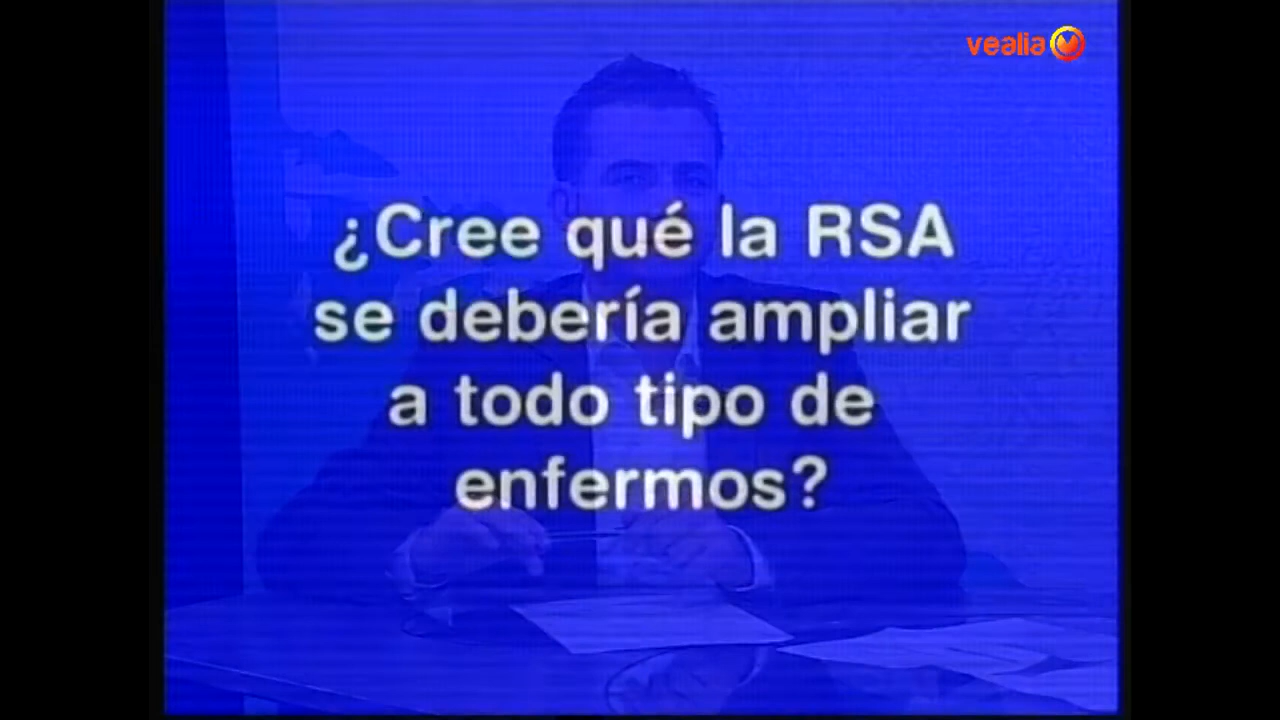 vealia
¿Cree qué la RSA
se debería ampliar
a todo tipo de
enfermos?